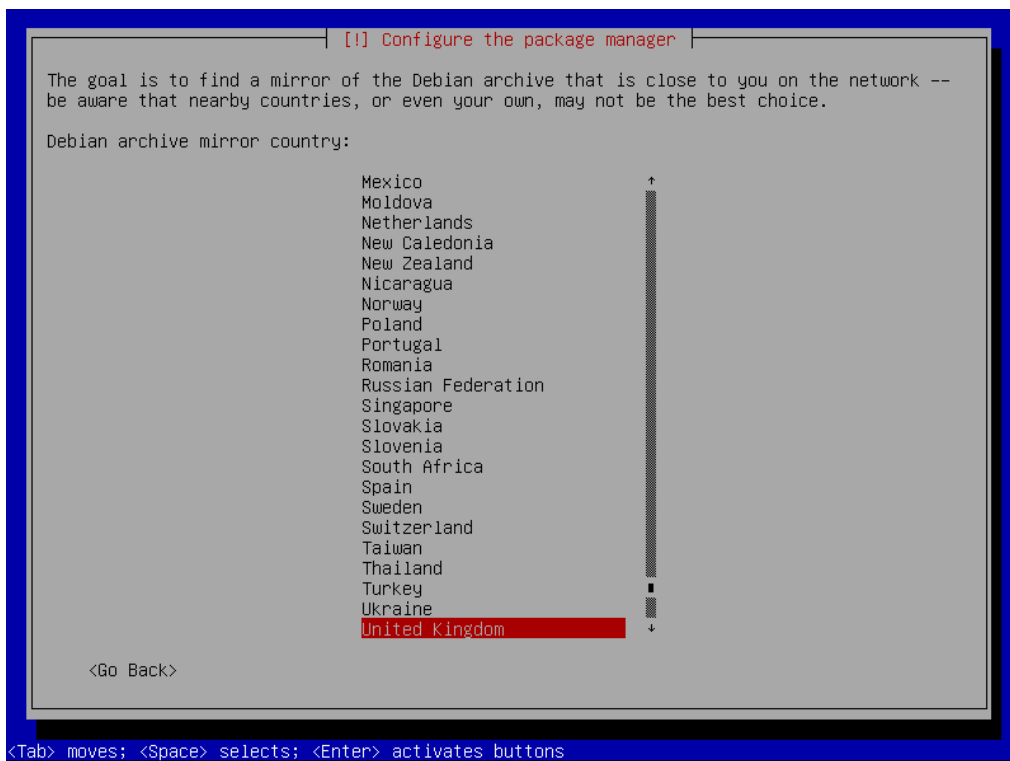 [!] Configure the package manager
The goal is to find a mirror of the Debian archive that is close to you on the network --
be aware that nearby countries, or even your own, may not be the best choice.
Debian archive mirror country:
Mexico
Moldova
Netherlands
New Caledonia
New Zealand
Nicaragua
Norway
Poland
Portugal
Romania
Russian Federation
Singapore
Slovakia
Slovenia
South Africa
Spain
Sweden
Switzerland
Taiwan
Thailand
Turkey
Ukraine
United Kingdom
<Go Back>
<Tab> moves; <Space> selects; <Enter> activates buttons